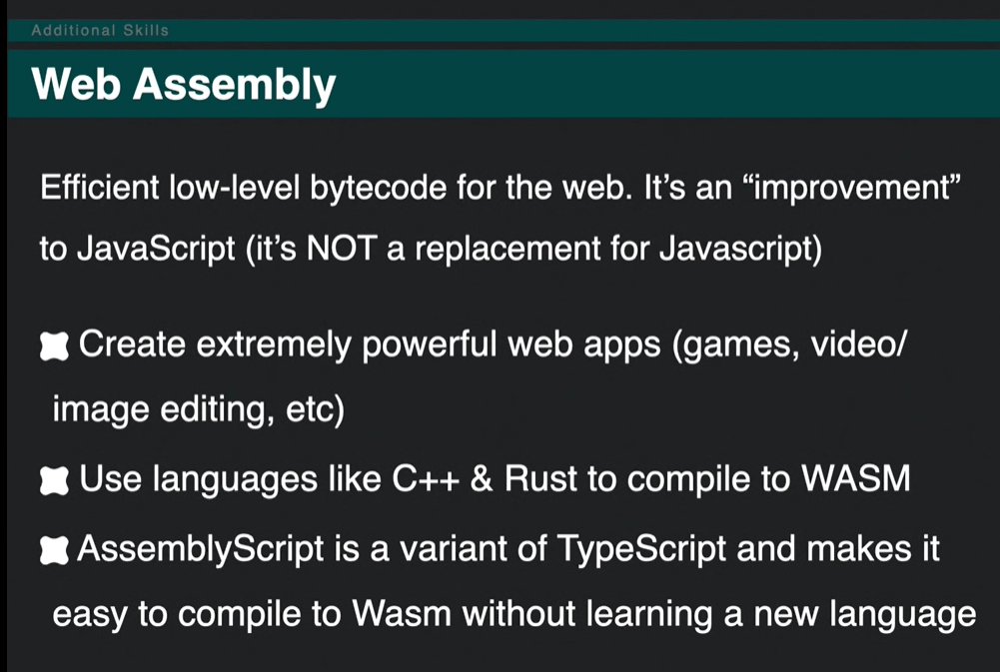 Additional Skills
Web Assembly
Efficient low-level bytecode for the web. It’s an “improvement”
to JavaScript (it’s NOT a replacement for Javascript)
Create extremely powerful web apps (games, video/
image editing, etc)
Use languages like C++ & Rust to compile to WASM
AssemblyScript is a variant of TypeScript and makes it
easy to compile to Wasm without learning a new language